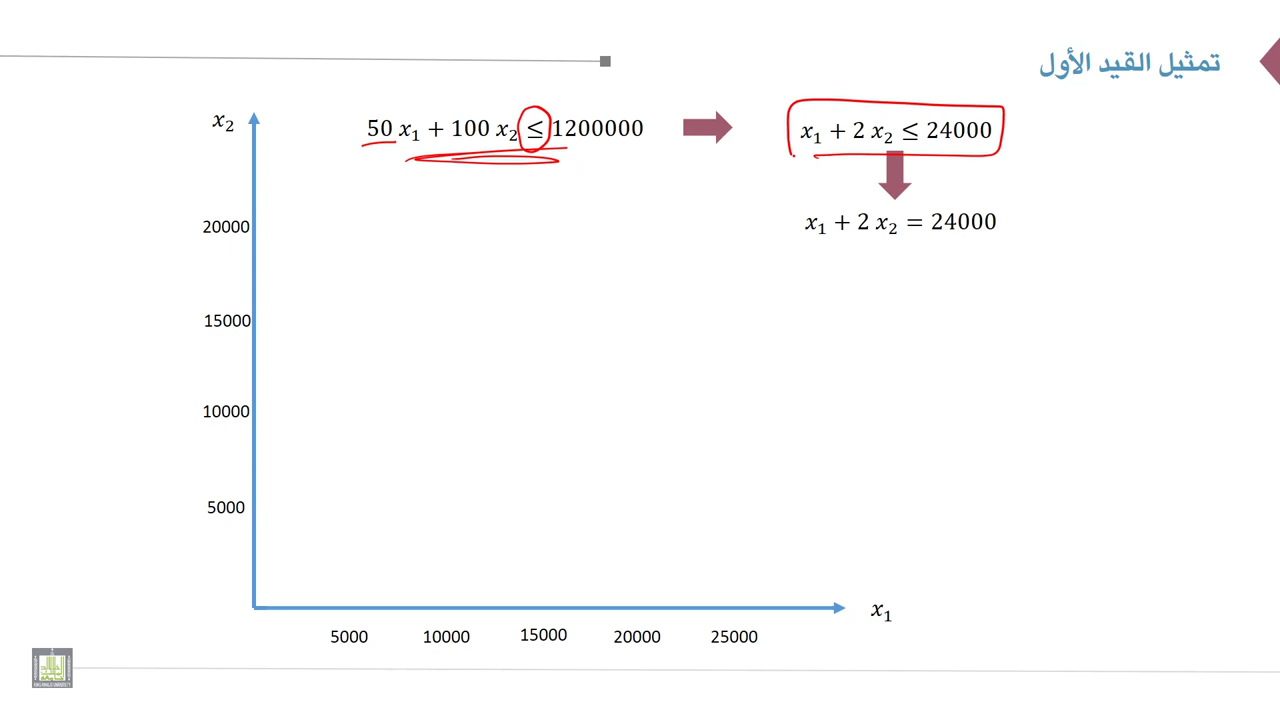 تمثيل القيد الأول
x₂
50 x₁ + 100 x₂ ≤ 1200000
x₁ + 2 x₂ ≤ 24000
x₁ + 2 x₂ = 24000
20000
15000
10000
5000
x₁
5000 10000 15000 20000 25000